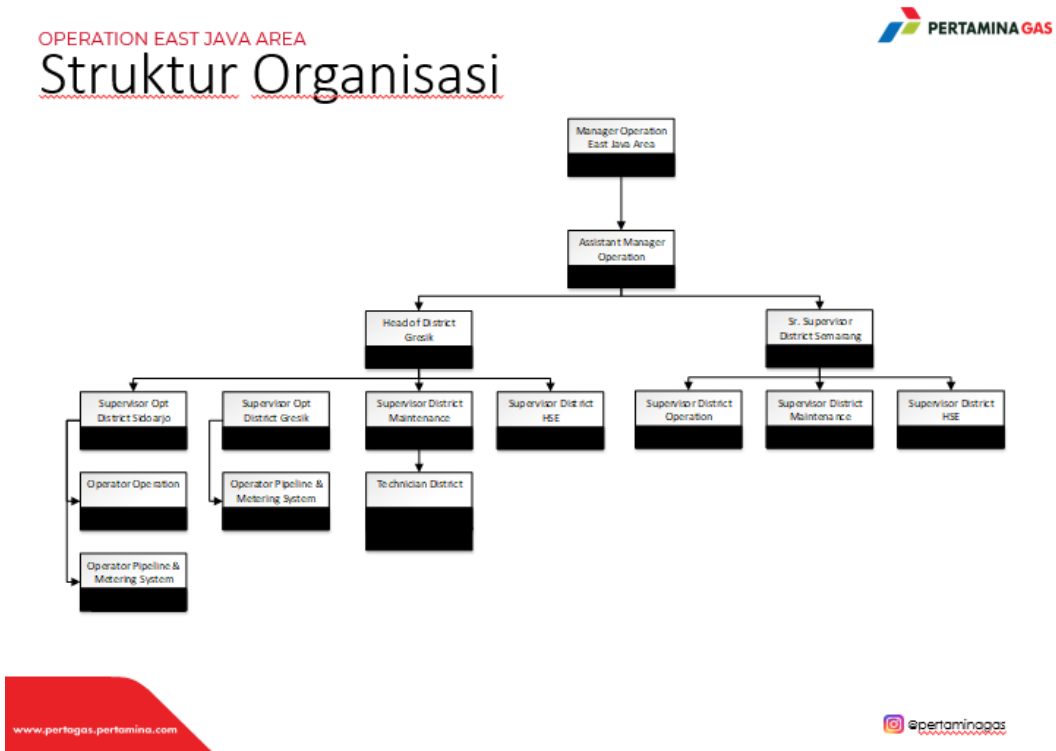 OPERATION EAST JAVA AREA
Struktur Organisasi
PERTAMINA GAS
Manager Operation
East Java Area
Assistant Manager
Operation
Head of District
Gresik
Sr. Supervisor
District Semarang
Supervisor Opt
District Sidoarjo
Supervisor Opt
District Gresik
Supervisor District
Maintenance
Supervisor District
HSE
Supervisor District
Operation
Supervisor District
Maintenance
Supervisor District
HSE
Operator Operation
Operator Pipeline &
Metering System
Technician District
Operator Pipeline &
Metering System
www.pertagas.pertamina.com
@pertaminagas